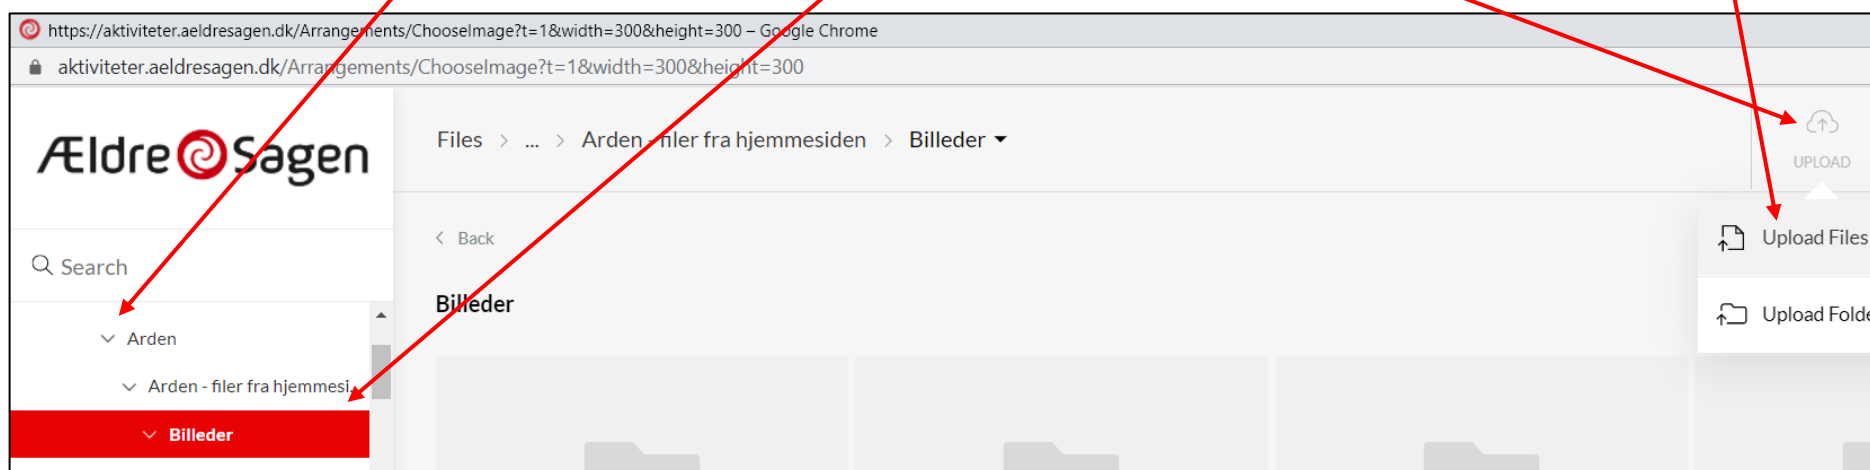 https://aktiviteter.aeldresagen.dk/Arrangements/ChooseImage?t=1&width=300&height=300 – Google Chrome
aktiviteter.aeldresagen.dk/Arrangements/ChooseImage?t=1&width=300&height=300
Ældre Sagen
Files > ... > Arden - filer fra hjemmesiden > Billeder
UPLOAD
Search
< Back
Upload Files
Billeder
Upload Folde
Arden
Arden - filer fra hjemmesi...
Billeder